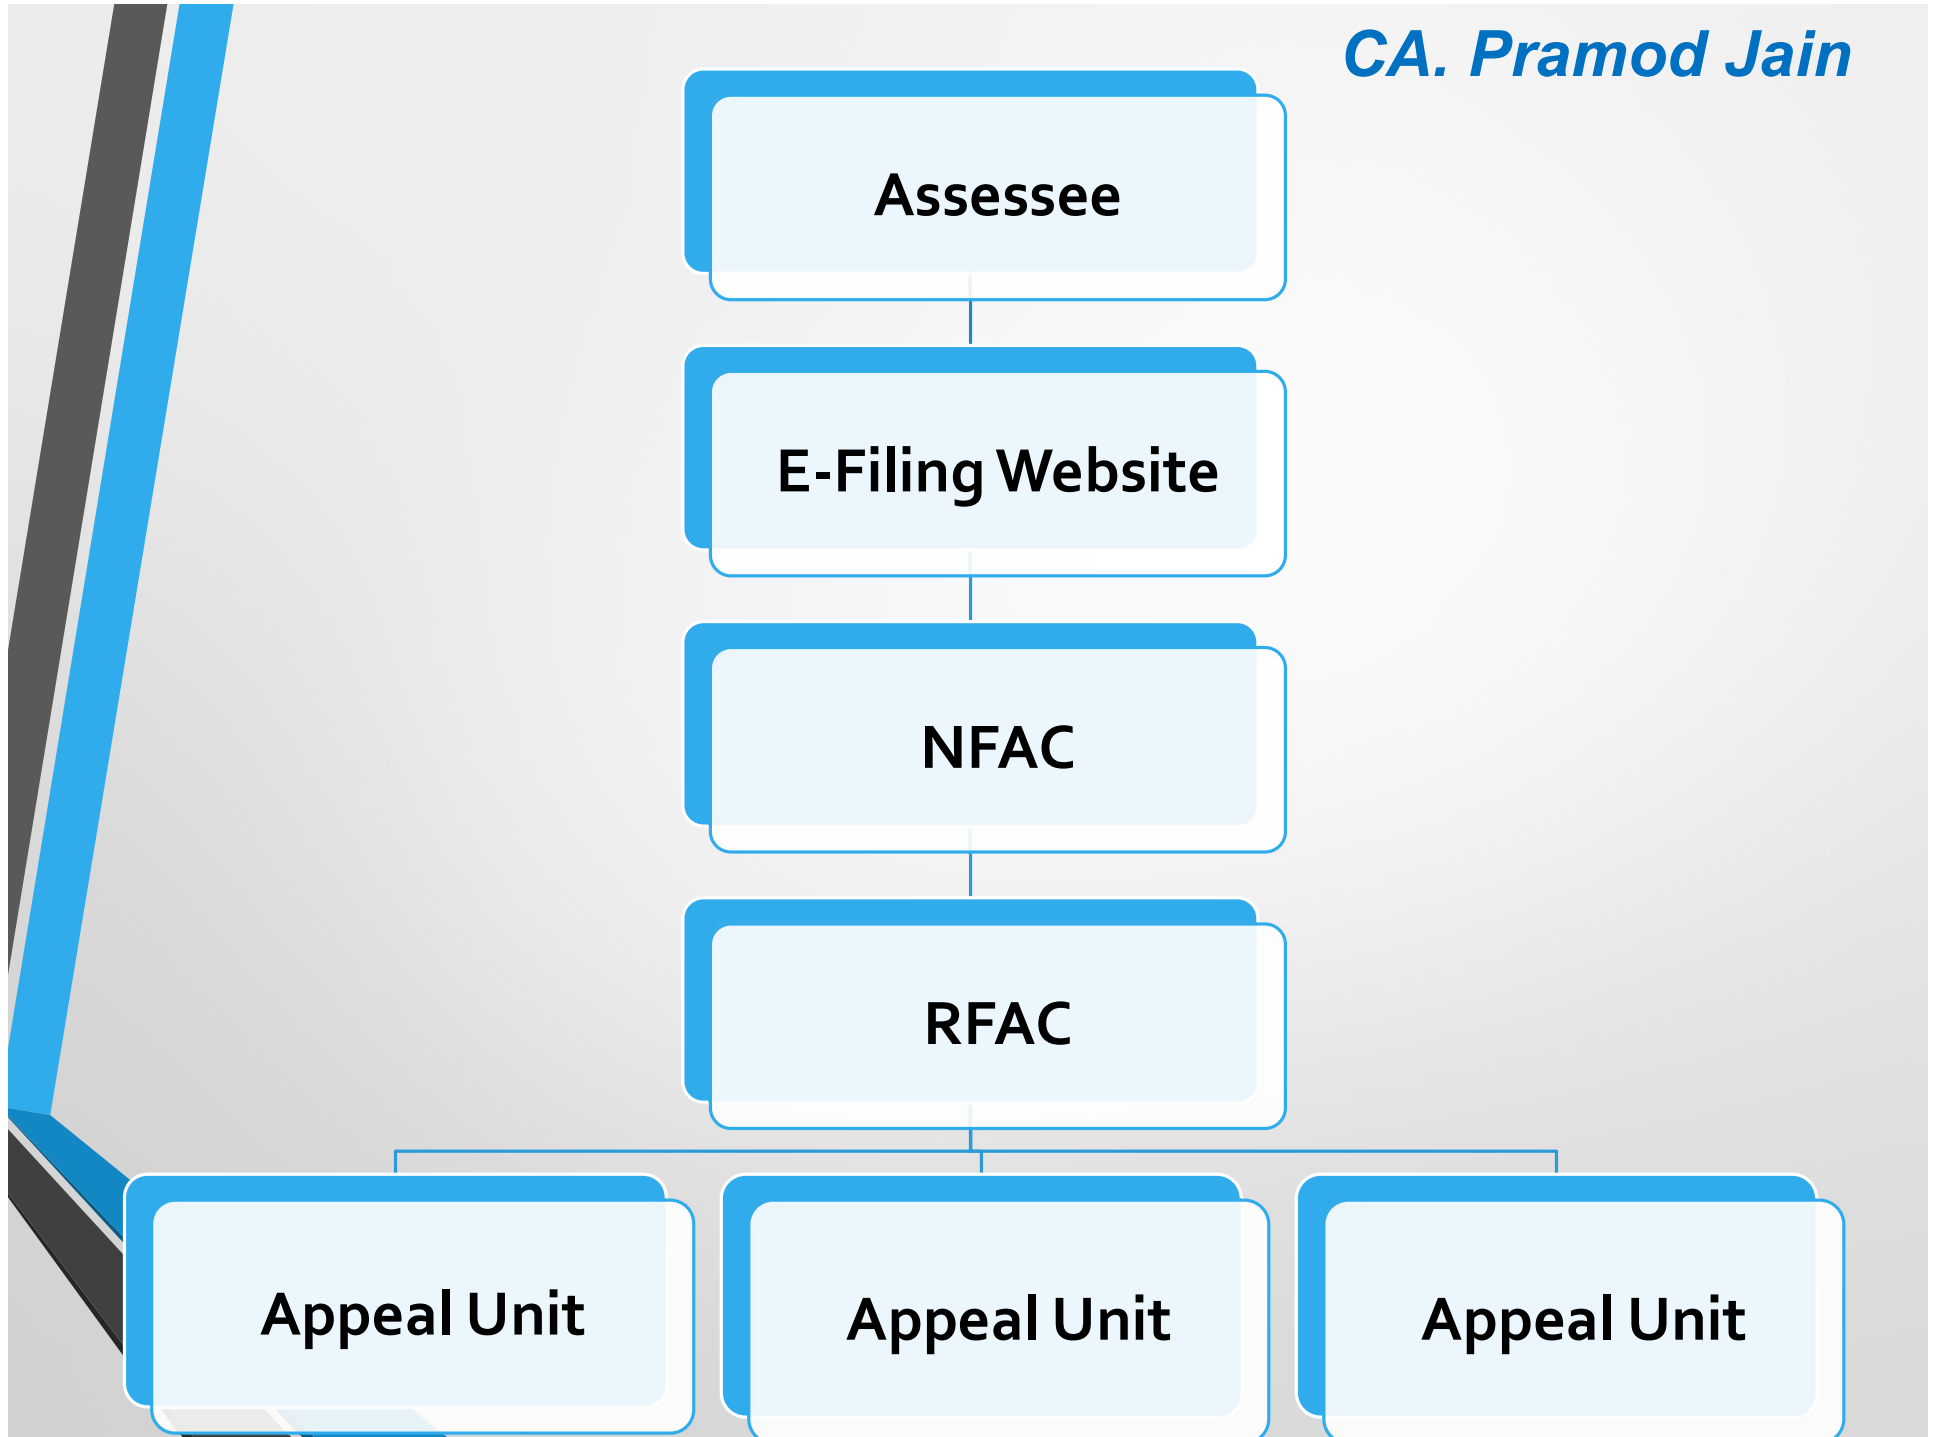 CA. Pramod Jain
Assessee
E-Filing Website
NFAC
RFAC
Appeal Unit
Appeal Unit
Appeal Unit